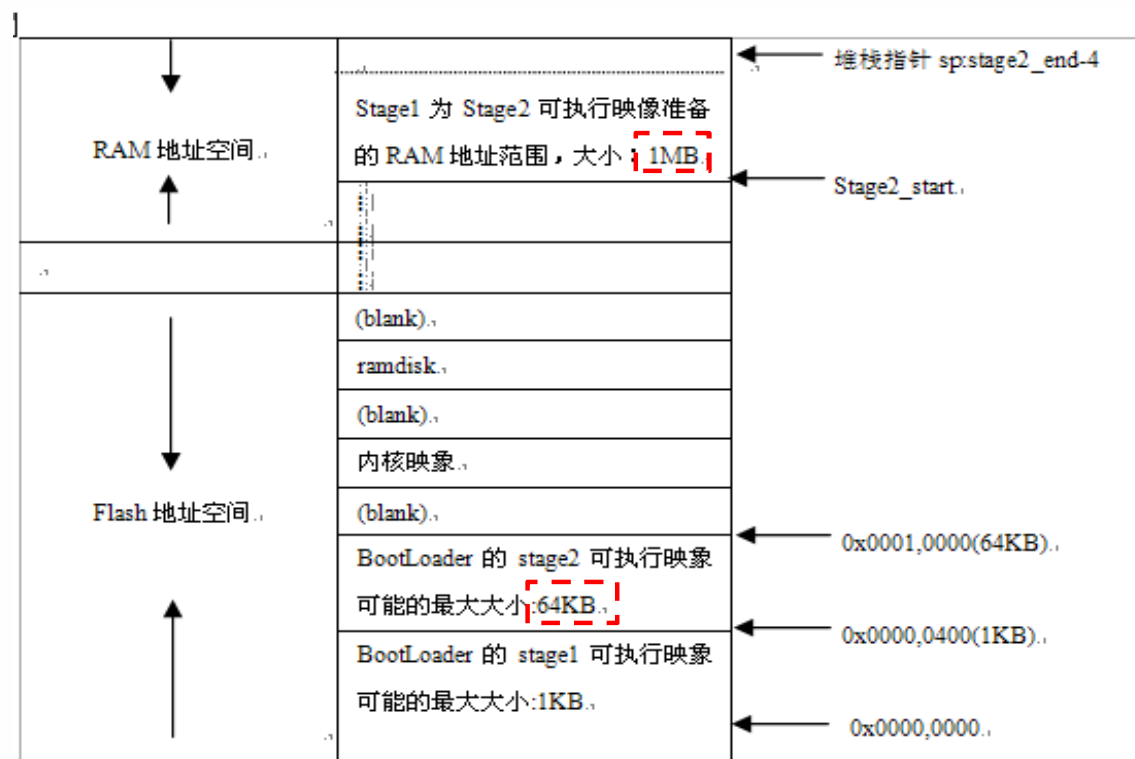 堆栈指针 sp:stage2_end-4
Stage1 为 Stage2 可执行映像准备
的 RAM 地址范围，大小：1MB
RAM 地址空间
Stage2_start
(blank)
ramdisk
(blank)
内核映象
Flash 地址空间
(blank)
0x0001,0000(64KB)
BootLoader 的 stage2 可执行映象
可能的最大大小:64KB
0x0000,0400(1KB)
BootLoader 的 stage1 可执行映象
可能的最大大小:1KB
0x0000,0000